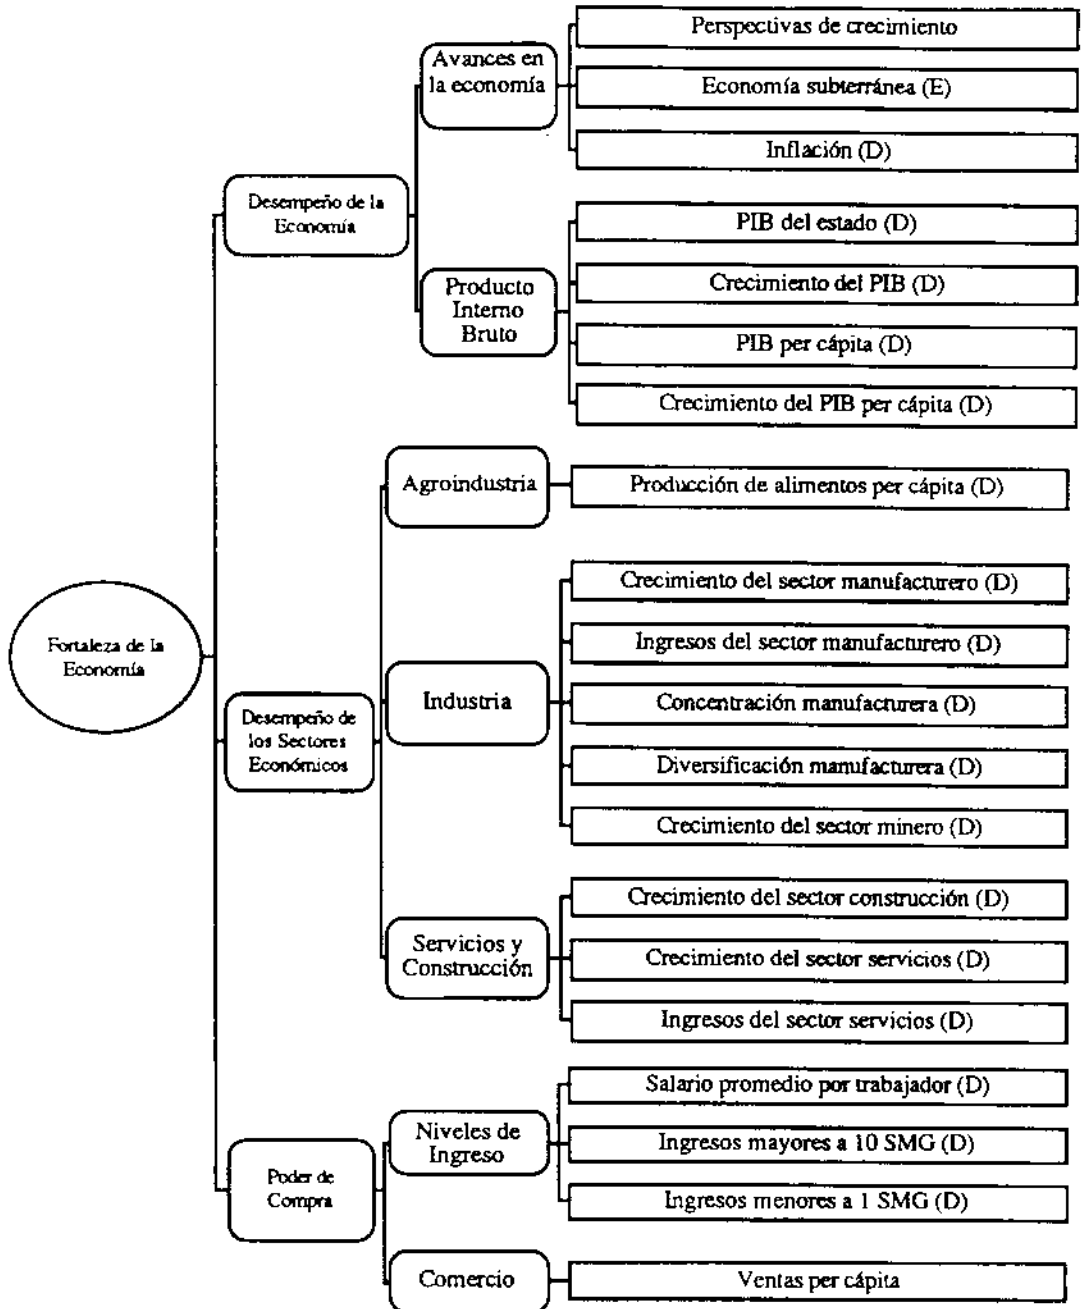 Fortaleza de la
Economía
Desempeño de la
Economía
Avances en
la economía
Perspectivas de crecimiento
Economía subterránea (E)
Inflación (D)
Producto
Interno
Bruto
PIB del estado (D)
Crecimiento del PIB (D)
PIB per cápita (D)
Crecimiento del PIB per cápita (D)
Desempeño de
los Sectores
Económicos
Agroindustria
Producción de alimentos per cápita (D)
Industria
Crecimiento del sector manufacturero (D)
Ingresos del sector manufacturero (D)
Concentración manufacturera (D)
Diversificación manufacturera (D)
Crecimiento del sector minero (D)
Servicios y
Construcción
Crecimiento del sector construcción (D)
Crecimiento del sector servicios (D)
Ingresos del sector servicios (D)
Poder de
Compra
Niveles de
Ingreso
Salario promedio por trabajador (D)
Ingresos mayores a 10 SMG (D)
Ingresos menores a 1 SMG (D)
Comercio
Ventas per cápita